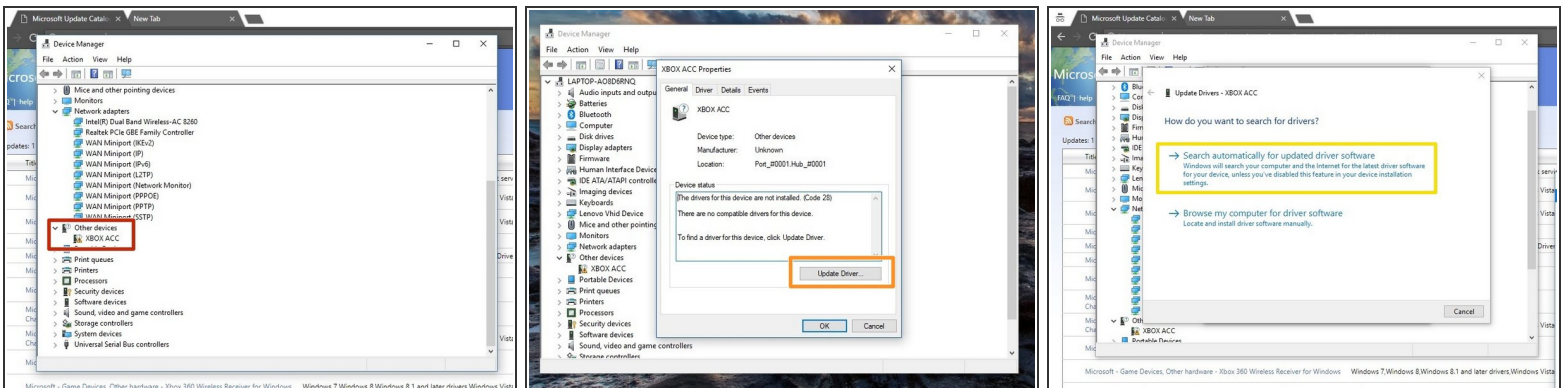 Microsoft Update Catalo × New Tab ×
Device Manager
File Action View Help
Mice and other pointing devices
Monitors
Network adapters
Intel(R) Dual Band Wireless-AC 8260
Realtek PCIe GBE Family Controller
WAN Miniport (IKEv2)
WAN Miniport (IP)
WAN Miniport (IPv6)
WAN Miniport (L2TP)
WAN Miniport (Network Monitor)
WAN Miniport (PPPOE)
WAN Miniport (PPTP)
WAN Miniport (SSTP)
Other devices
XBOX ACC
Print queues
Printers
Processors
Security devices
Software devices
Sound, video and game controllers
Storage controllers
System devices
Universal Serial Bus controllers
Microsoft - Game Devices, Other hardware - Xbox 360 Wireless Receiver for Windows Windows 7,Windows 8,Windows 8.1 and later drivers,Windows Vista
Device Manager
File Action View Help
LAPTOP-AO8D6RNQ
Audio inputs and outpu
Batteries
Bluetooth
Computer
Disk drives
Display adapters
Firmware
Human Interface Device
IDE ATA/ATAPI controlle
Imaging devices
Keyboards
Lenovo Vhid Device
Mice and other pointing
Monitors
Network adapters
Other devices
XBOX ACC
Portable Devices
Print queues
Printers
Processors
Security devices
Software devices
Sound, video and game controllers
Storage controllers
XBOX ACC Properties
General Driver Details Events
XBOX ACC
Device type: Other devices
Manufacturer: Unknown
Location: Port_#0001.Hub_#0001
Device status
The drivers for this device are not installed. (Code 28)
There are no compatible drivers for this device.
To find a driver for this device, click Update Driver.
Update Driver...
OK Cancel
Microsoft Update Catalo × New Tab ×
Device Manager
File Action View Help
Update Drivers - XBOX ACC
How do you want to search for drivers?
Search automatically for updated driver software
Windows will search your computer and the Internet for the latest driver software
for your device, unless you've disabled this feature in your device installation
settings.
Browse my computer for driver software
Locate and install driver software manually.
Cancel
XBOX ACC
Portable Devices
Microsoft - Game Devices, Other hardware - Xbox 360 Wireless Receiver for Windows Windows 7,Windows 8,Windows 8.1 and later drivers,Windows Vista